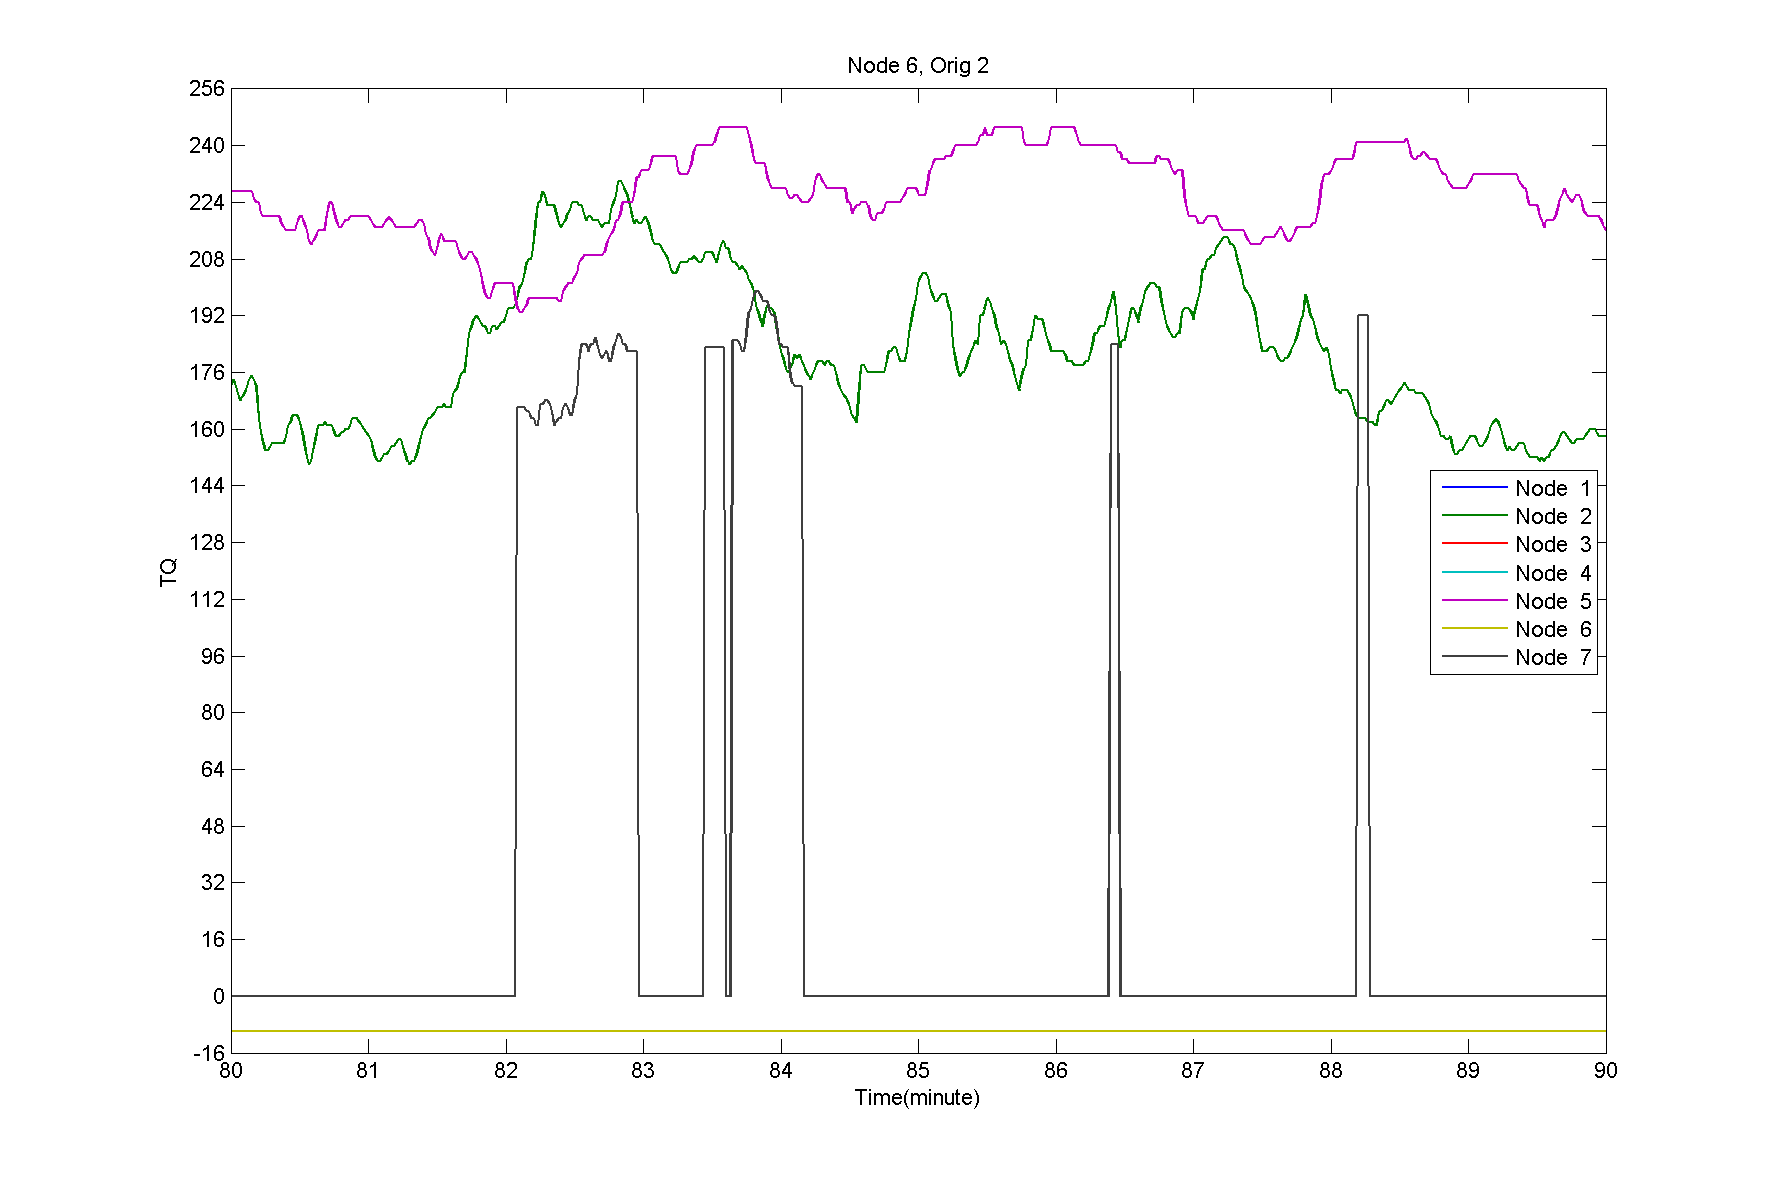 Node 6, Orig 2
256
240
224
208
192
176
160
144
128
112
96
80
64
48
32
16
0
-16
TQ
Node 1
Node 2
Node 3
Node 4
Node 5
Node 6
Node 7
80 81 82 83 84 85 86 87 88 89 90
Time(minute)